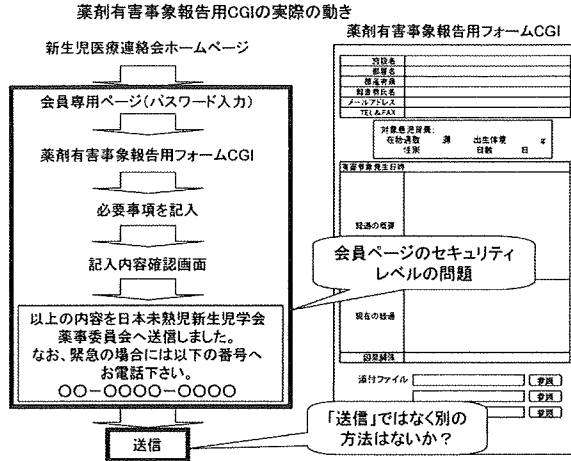 薬剤有害事象報告用CGIの実際の動き
新生児医療連絡会ホームページ
会員専用ページ(パスワード入力)
薬剤有害事象報告用フォームCGI
必要事項を記入
記入内容確認画面
以上の内容を日本未熟児新生児学会
薬事委員会へ送信しました。
なお、緊急の場合には以下の番号へ
お電話下さい。
○○-○○○○-○○○○
送信
薬剤有害事象報告用フォームCGI
施設名
部署名
都道府県
報告者氏名
メールアドレス
TEL&FAX
対象患児背景:
在胎週数 週 出生体重 g
性別 日齢 日
有害事象発生日時
経過の概要
会員ページのセキュリティ
レベルの問題
現在の経過
因果関係
添付ファイル 参照
参照
参照
「送信」ではなく別の
方法はないか?